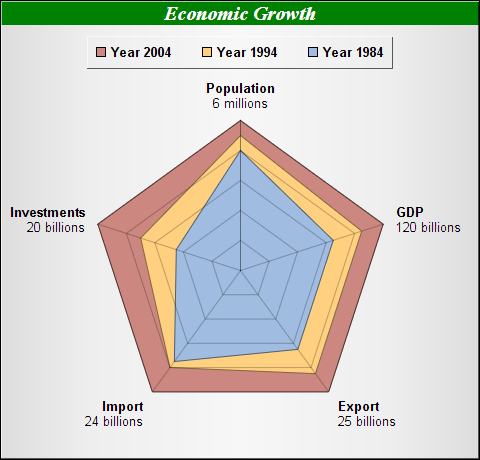 Economic Growth
Year 2004 Year 1994 Year 1984
Population
6 millions
Investments
20 billions
GDP
120 billions
Import
24 billions
Export
25 billions